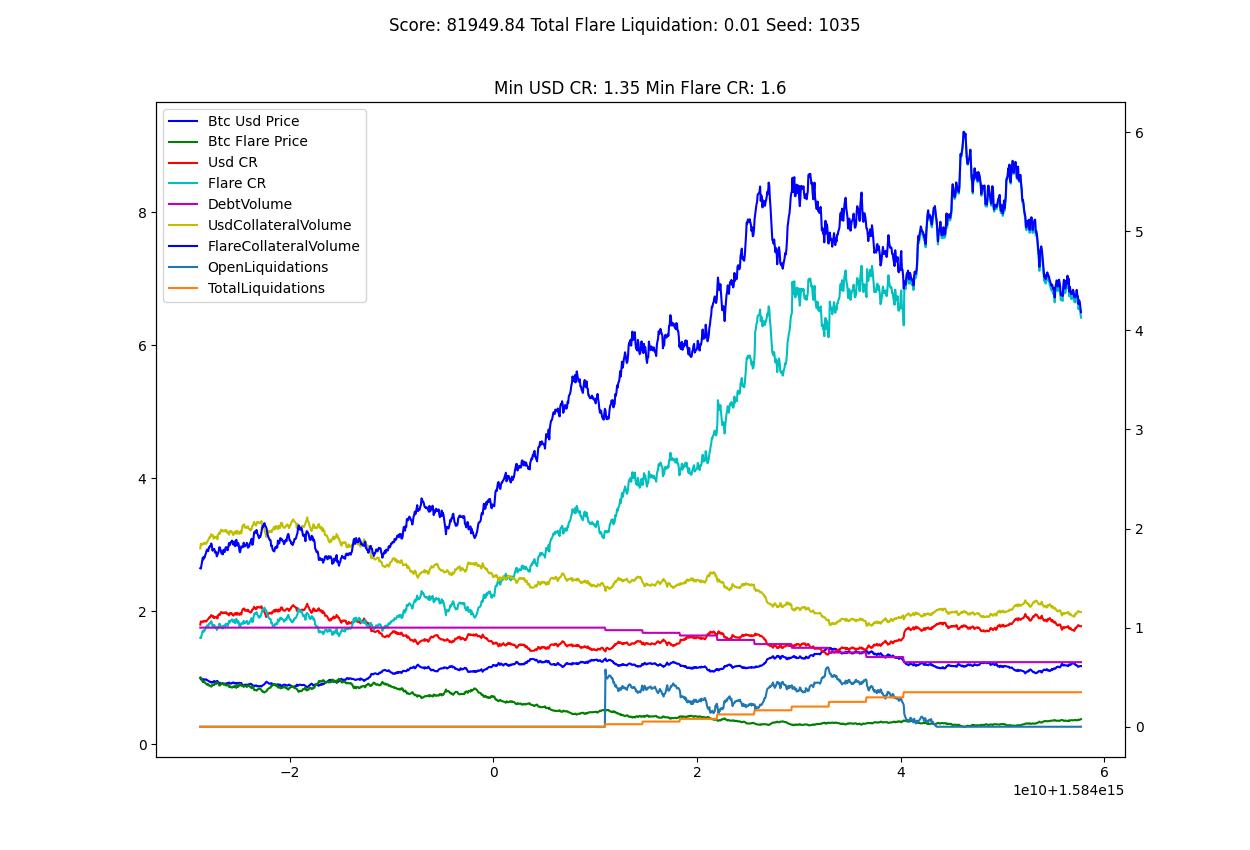 Score: 81949.84 Total Flare Liquidation: 0.01 Seed: 1035
Min USD CR: 1.35 Min Flare CR: 1.6
Btc Usd Price
Btc Flare Price
Usd CR
Flare CR
DebtVolume
UsdCollateralVolume
FlareCollateralVolume
OpenLiquidations
TotalLiquidations
8
6
4
2
0
6
5
4
3
2
1
0
−2
0
2
4
6
1e10+1.584e15